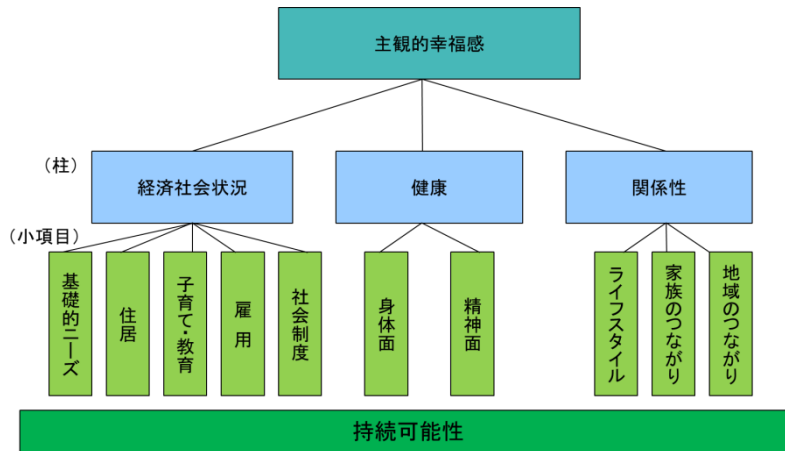 主観的幸福感
（柱）
経済社会状況
健康
関係性
（小項目）
基礎的ニーズ
住居
子育て・教育
雇 用
社会制度
身体面
精神面
ライフスタイル
家族のつながり
地域のつながり
持続可能性